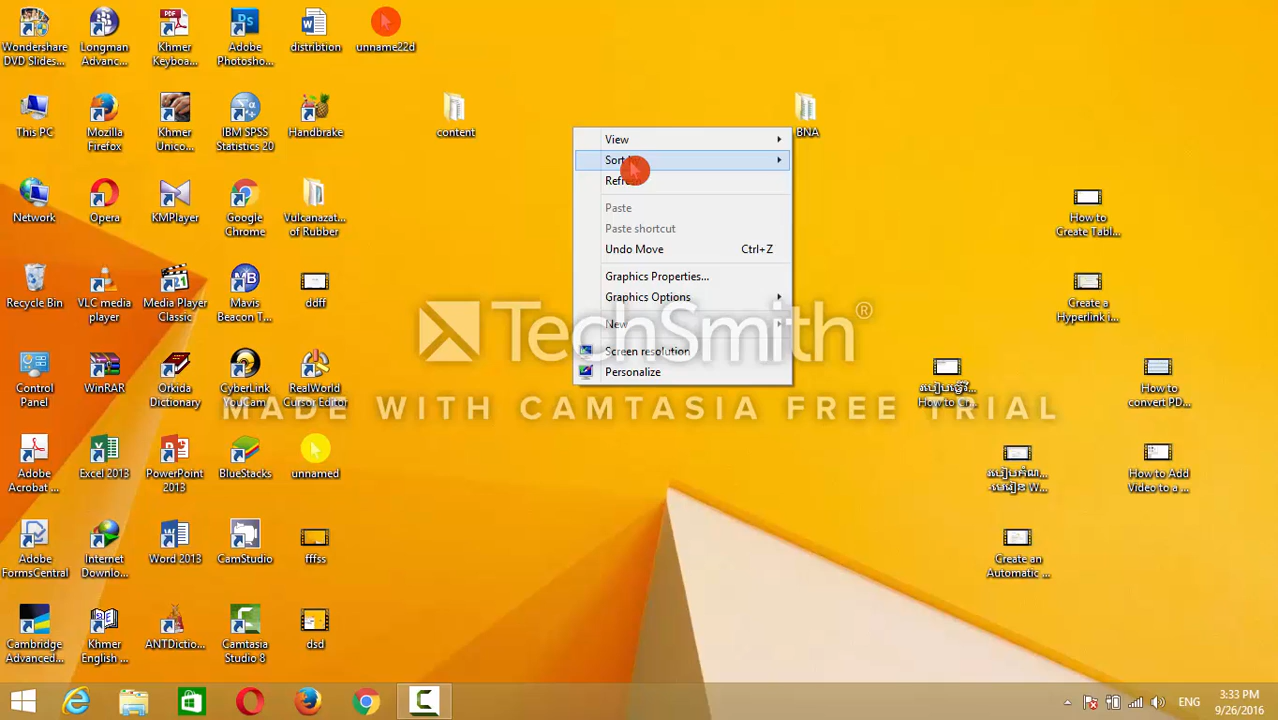 Wondershare
DVD Slides...
Longman
Advanc...
Khmer
Keyboa...
Adobe
Photosho...
distribtion
unname22d
This PC
Mozilla
Firefox
Khmer
Unico...
IBM SPSS
Statistics 20
Handbrake
content
BNA
Network
Opera
KMPlayer
Google
Chrome
Vulcanazat...
of Rubber
How to
Create Tabl...
Recycle Bin
VLC media
player
Media Player
Classic
Mavis
Beacon T...
ddff
Create a
Hyperlink i...
Control
Panel
WinRAR
Orkida
Dictionary
CyberLink
YouCam
RealWorld
Cursor Editor
How to
convert PD...
Adobe
Acrobat ...
Excel 2013
PowerPoint
2013
BlueStacks
unnamed
How to Add
Video to a ...
Adobe
FormsCentral
Internet
Downlo...
Word 2013
CamStudio
fffss
Create an
Automatic ...
Cambridge
Advanced...
Khmer
English ...
ANTDictio...
Camtasia
Studio 8
dsd
View
Sort
Refre
Paste
Paste shortcut
Undo Move Ctrl+Z
Graphics Properties...
Graphics Options
New
Screen resolution
Personalize
TechSmith®
MADE WITH CAMTASIA FREE TRIAL
ENG
3:33 PM
9/26/2016